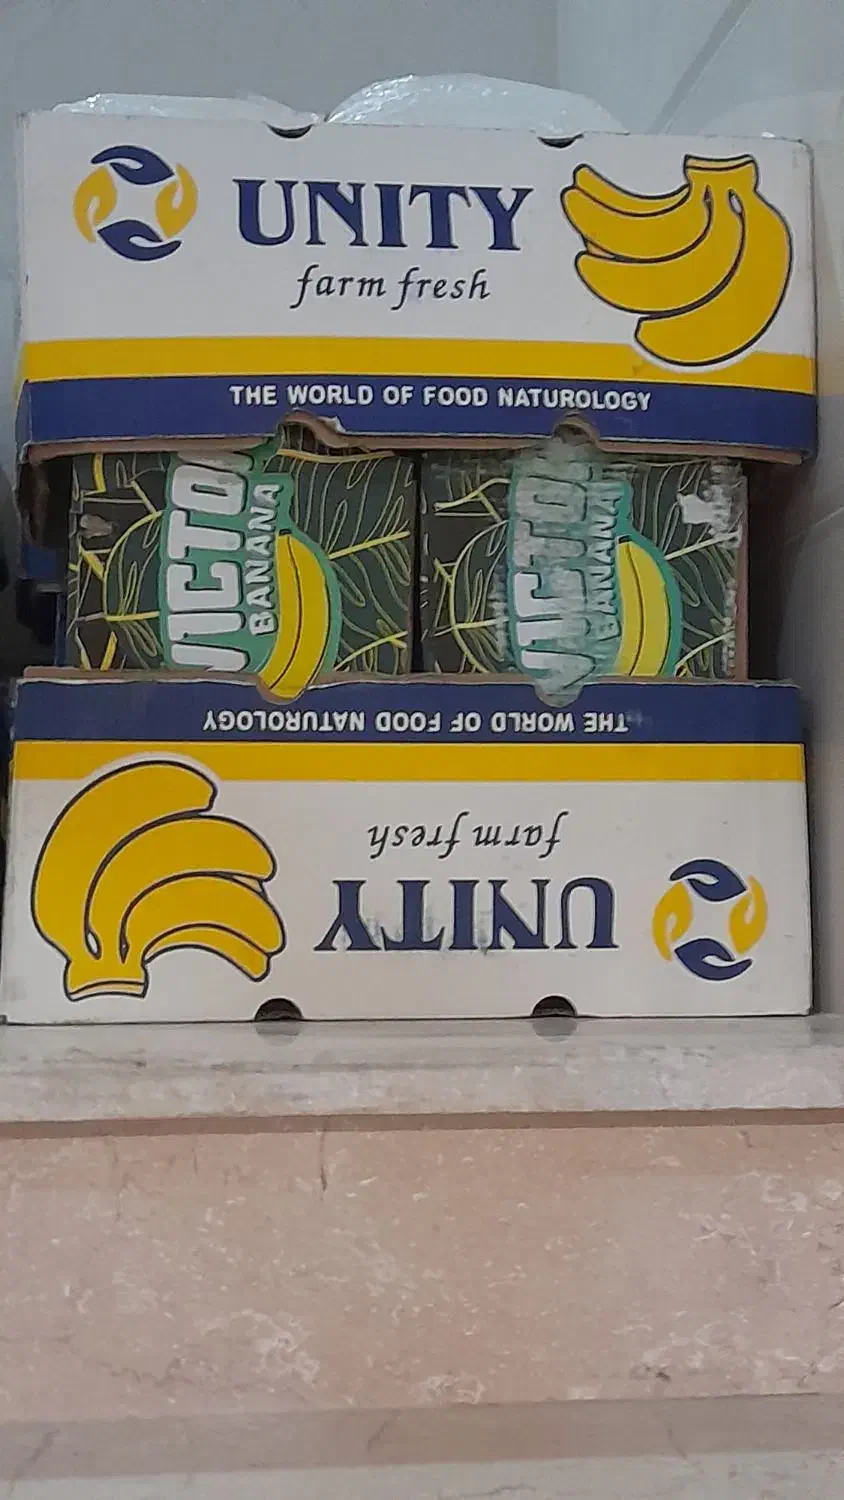 UNITY
farm fresh
THE WORLD OF FOOD NATUROLOGY
BANANA
BANANA
THE WORLD OF FOOD NATUROLOGY
farm fresh
UNITY